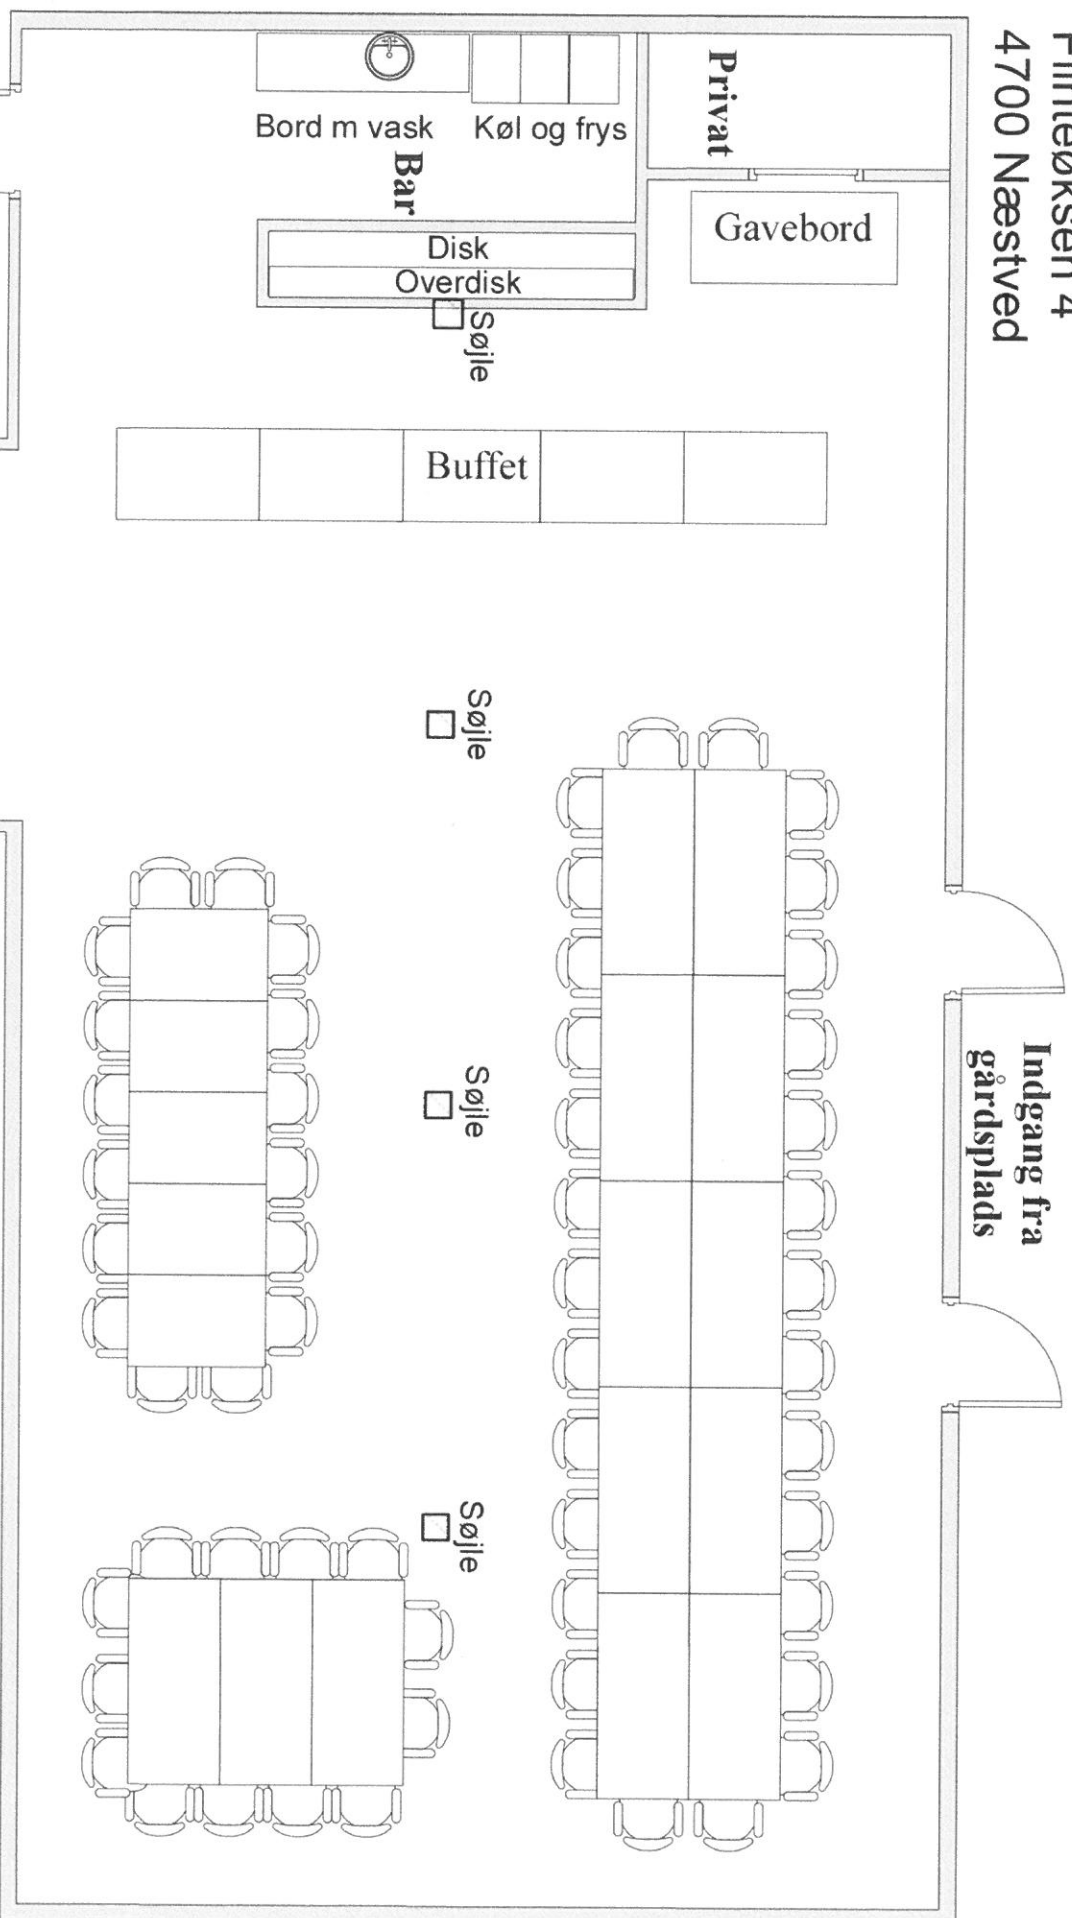 4700 Næstved
Privat
Bord m vask
Køl og frys
Bar
Gavebord
Disk
Overdisk
Søjle
Buffet
Søjle
Søjle
Indgang fra
gårdsplads
Søjle